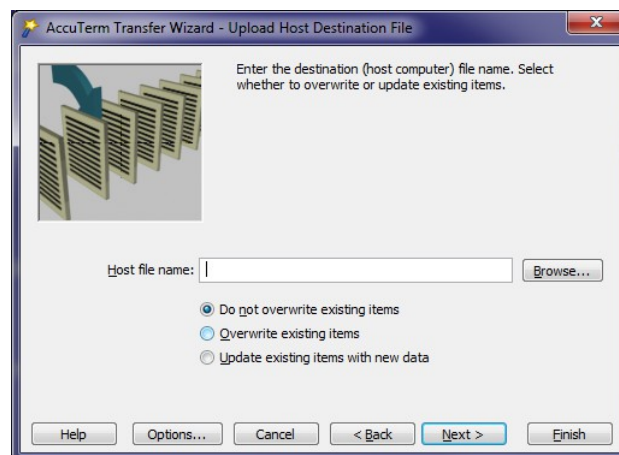 AccuTerm Transfer Wizard - Upload Host Destination File
Enter the destination (host computer) file name. Select
whether to overwrite or update existing items.
Host file name:
Browse...
Do not overwrite existing items
Overwrite existing items
Update existing items with new data
Help Options... Cancel < Back Next > Finish